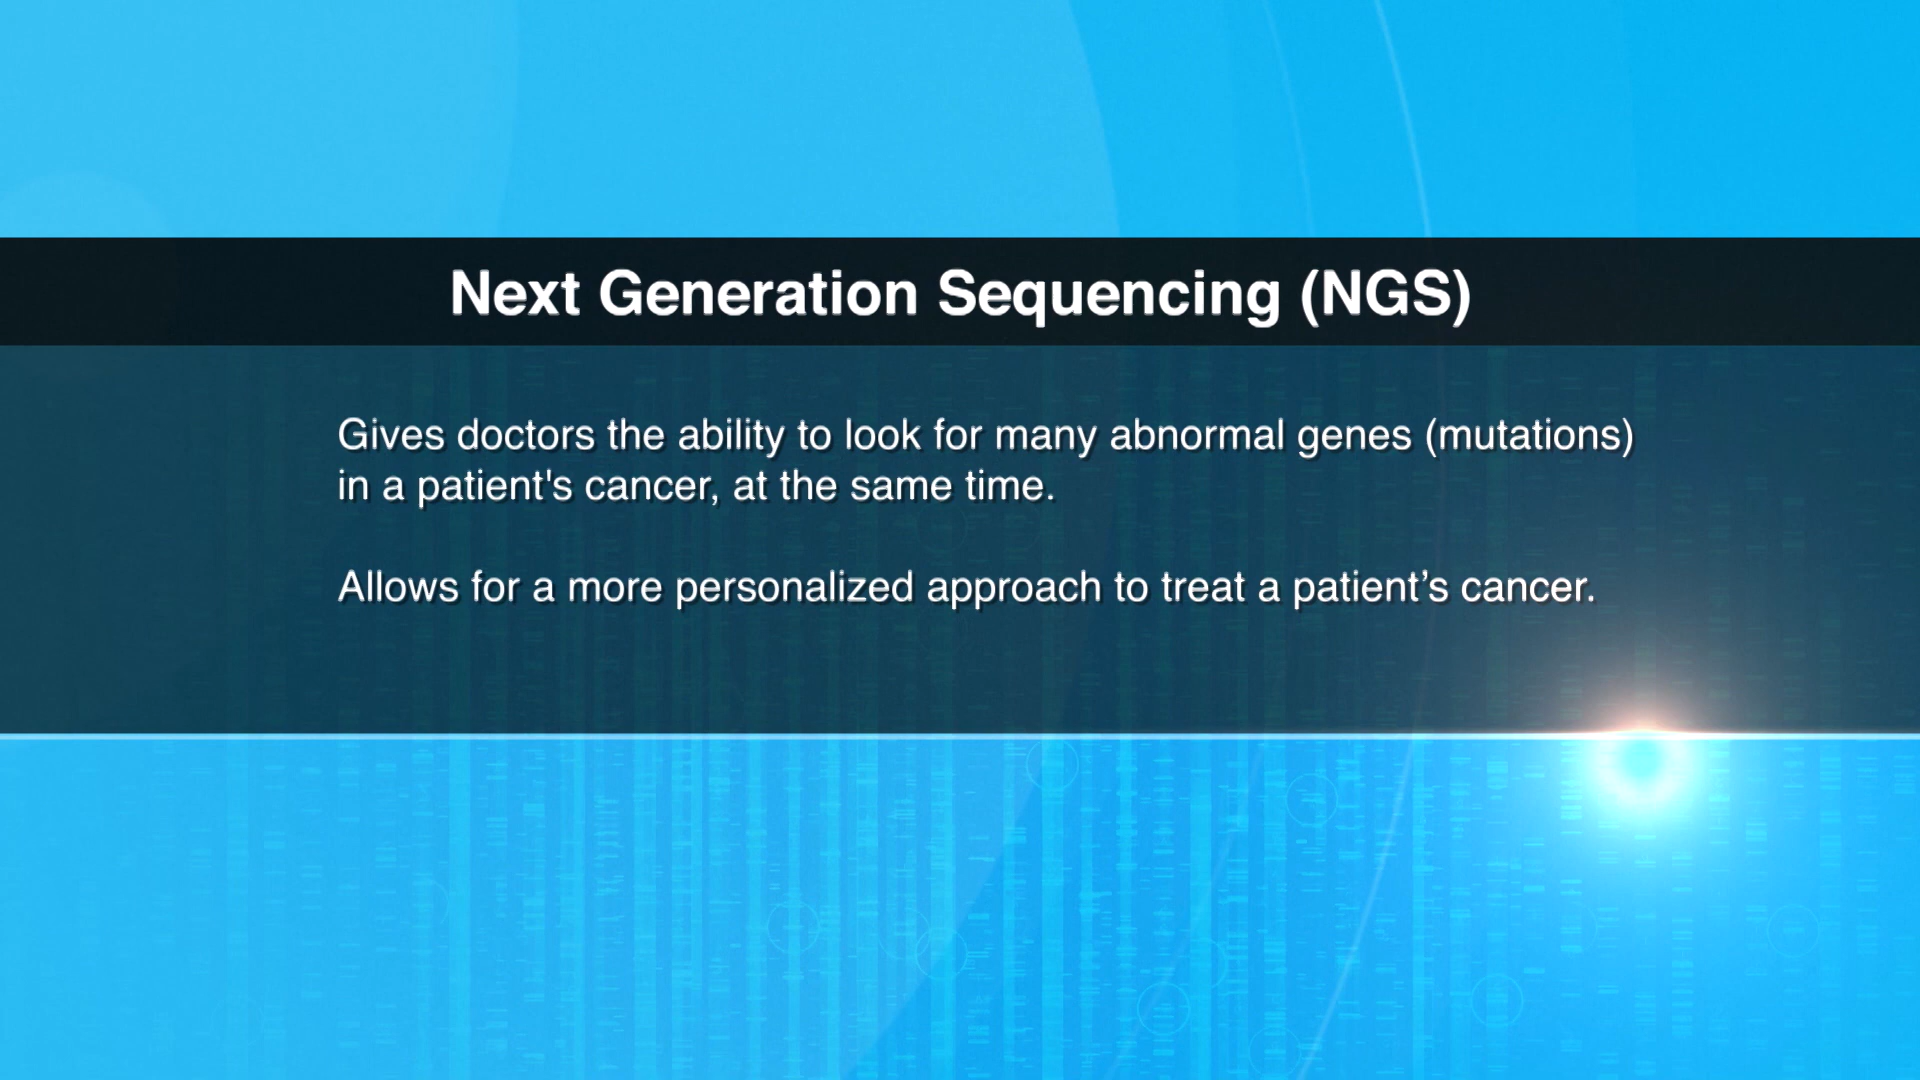 Next Generation Sequencing (NGS)
Gives doctors the ability to look for many abnormal genes (mutations)
in a patient's cancer, at the same time.
Allows for a more personalized approach to treat a patient’s cancer.